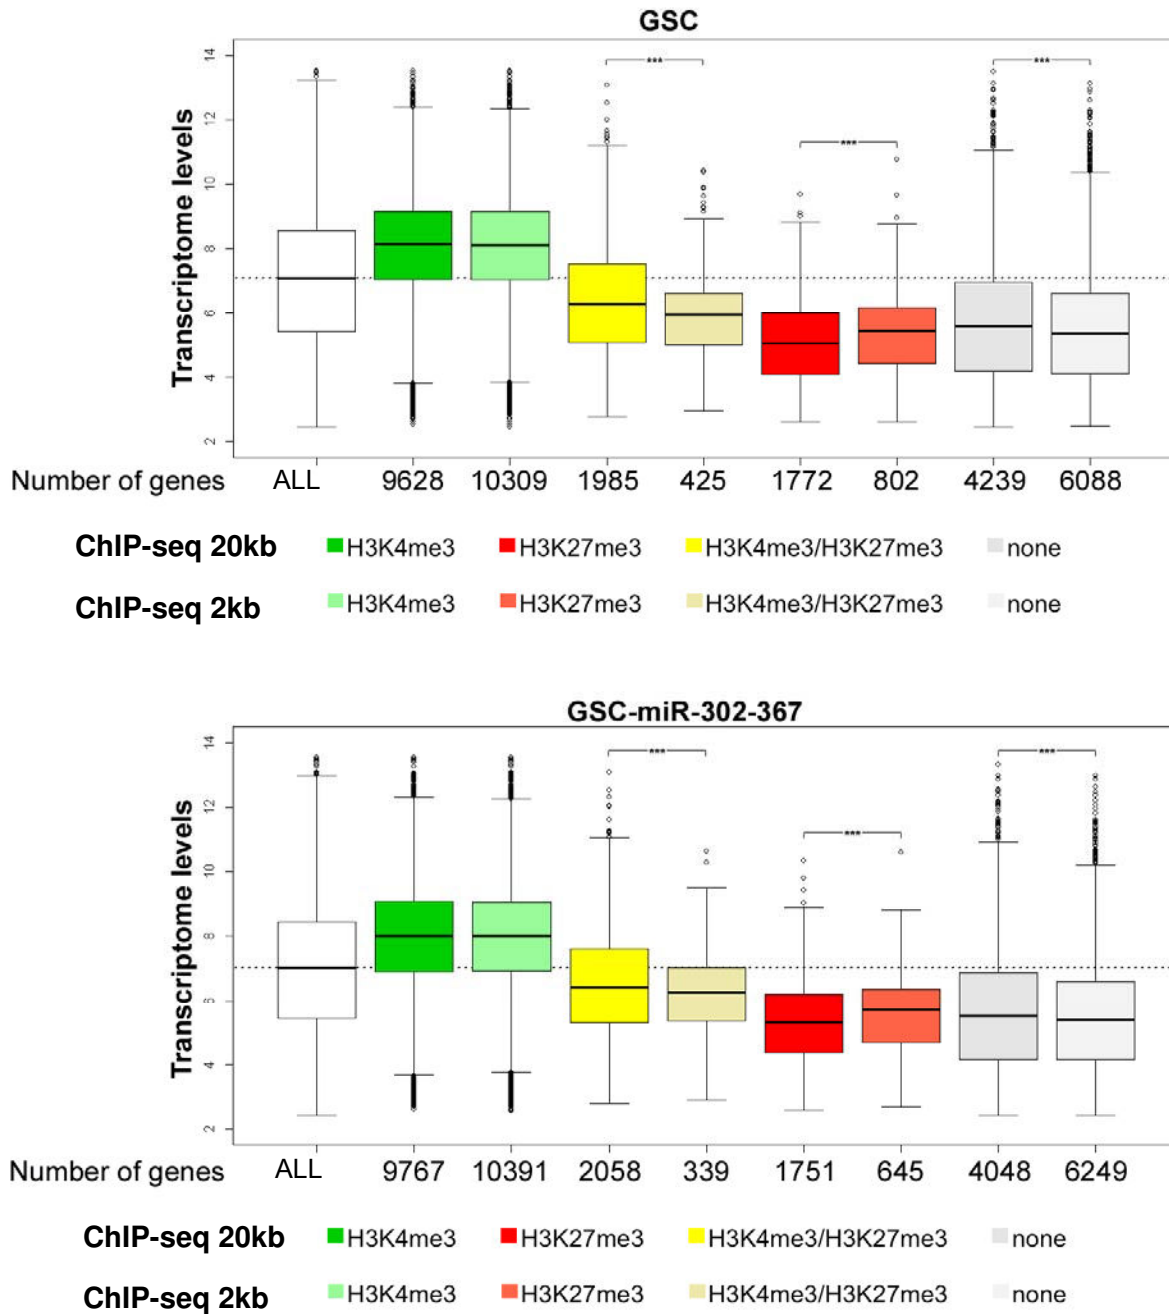 GSC
Transcriptome levels
14
12
10
8
6
4
2
***
***
***
Number of genes ALL 9628 10309 1985 425 1772 802 4239 6088
ChIP-seq 20kb H3K4me3 H3K27me3 H3K4me3/H3K27me3 none
ChIP-seq 2kb H3K4me3 H3K27me3 H3K4me3/H3K27me3 none
GSC-miR-302-367
Transcriptome levels
14
12
10
8
6
4
2
***
***
***
Number of genes ALL 9767 10391 2058 339 1751 645 4048 6249
ChIP-seq 20kb H3K4me3 H3K27me3 H3K4me3/H3K27me3 none
ChIP-seq 2kb H3K4me3 H3K27me3 H3K4me3/H3K27me3 none